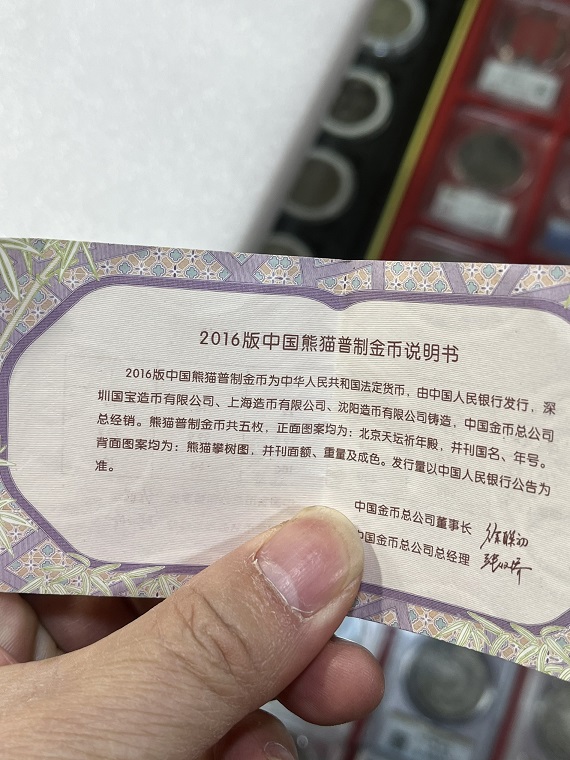 2016版中国熊猫普制金币说明书
2016版中国熊猫普制金币为中华人民共和国法定货币，由中国人民银行发行，深
圳国宝造币有限公司、上海造币有限公司、沈阳造币有限公司铸造，中国金币总公司
总经销。熊猫普制金币共五枚，正面图案均为：北京天坛祈年殿，并刊国名、年号。
背面图案均为：熊猫攀树图，并刊面额、重量及成色。发行量以中国人民银行公告为
准。
中国金币总公司董事长
中国金币总公司总经理